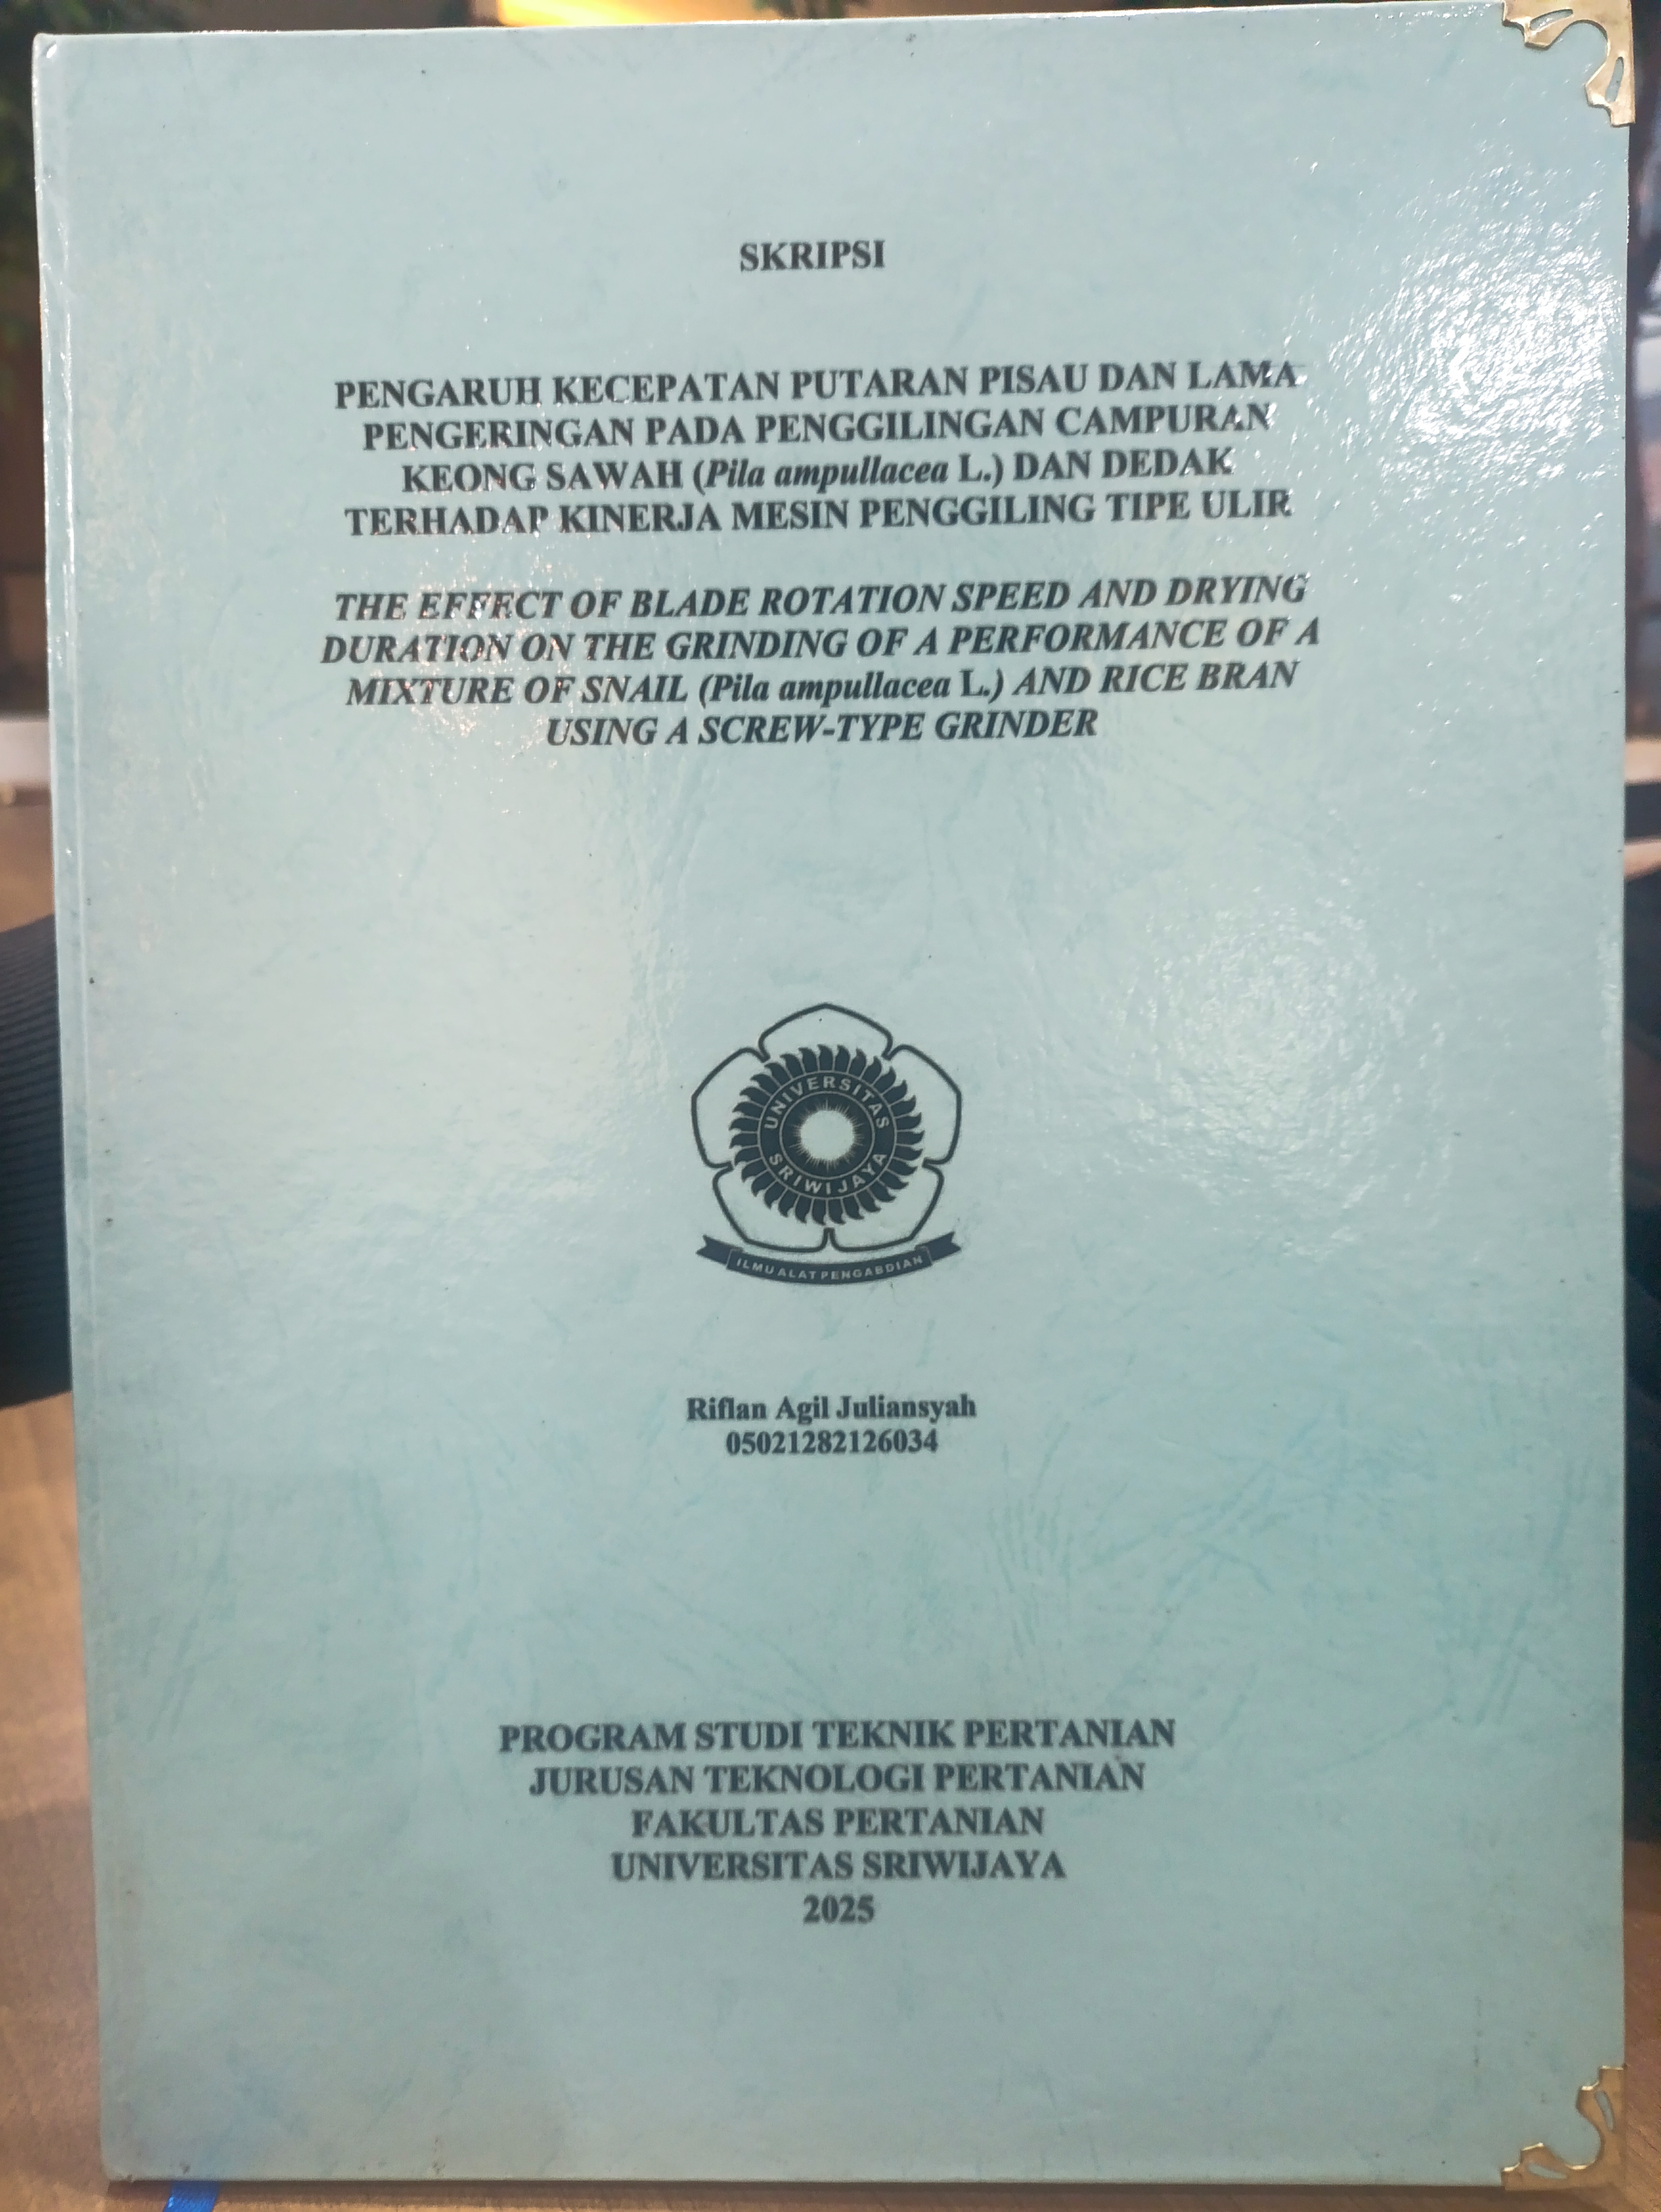 SKRIPSI
PENGARUH KECEPATAN PUTARAN PISAU DAN LAMA
PENGERINGAN PADA PENGGILINGAN CAMPURAN
KEONG SAWAH (Pila ampullacea L.) DAN DEDAK
TERHADAP KINERJA MESIN PENGGILING TIPE ULIR
THE EFFECT OF BLADE ROTATION SPEED AND DRYING
DURATION ON THE GRINDING OF A PERFORMANCE OF A
MIXTURE OF SNAIL (Pila ampullacea L.) AND RICE BRAN
USING A SCREW-TYPE GRINDER
UNIVERSITAS
SRIWIJAYA
ILMU ALAT PENGABDIAN
Riflan Agil Juliansyah
05021282126034
PROGRAM STUDI TEKNIK PERTANIAN
JURUSAN TEKNOLOGI PERTANIAN
FAKULTAS PERTANIAN
UNIVERSITAS SRIWIJAYA
2025